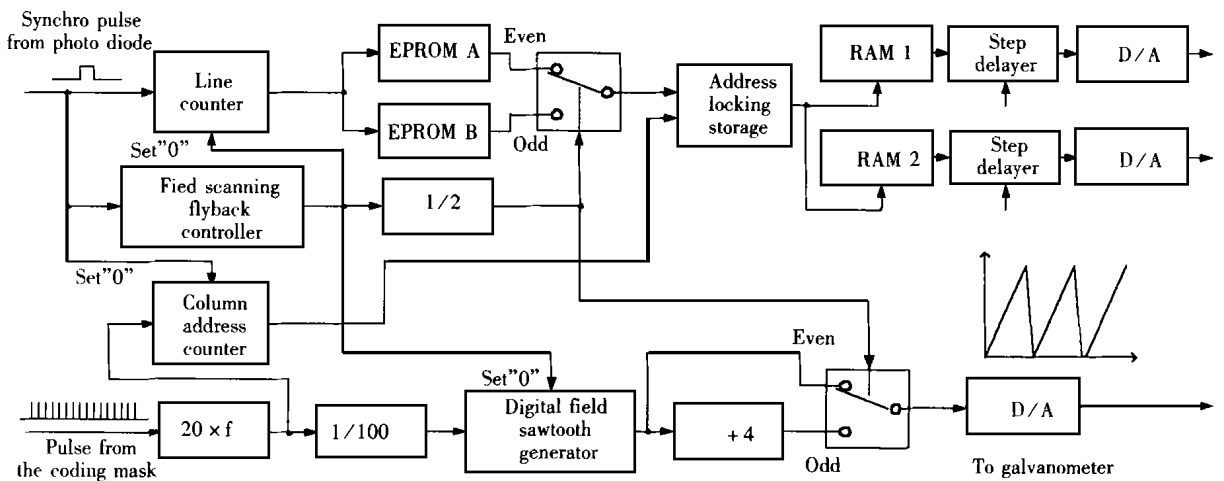 Synchro pulse
from photo diode
Line
counter
EPROM A
EPROM B
Even
Odd
Address
locking
storage
RAM 1
Step
delayer
D/A
RAM 2
Step
delayer
D/A
Set"0"
Fied scanning
flyback
controller
1/2
Set"0"
Column
address
counter
Pulse from
the coding mask
20 × f
1/100
Set"0"
Digital field
sawtooth
generator
+4
Even
Odd
D/A
To galvanometer